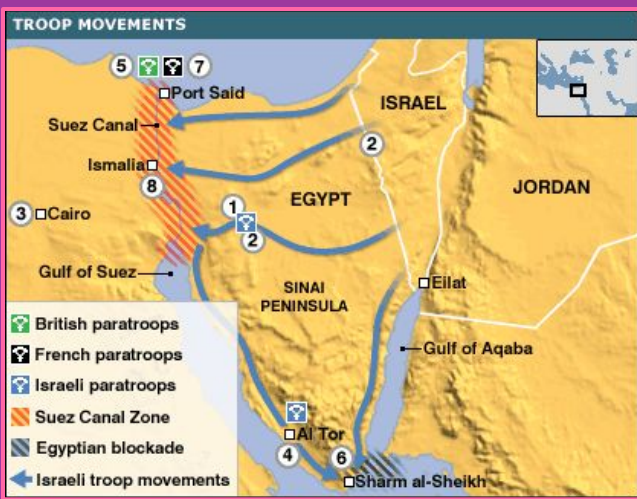 TROOP MOVEMENTS
5
7
Port Said
ISRAEL
Suez Canal
2
Ismalia
8
JORDAN
EGYPT
3
Cairo
1
2
Gulf of Suez
SINAI
PENINSULA
Eilat
British paratroops
French paratroops
Gulf of Aqaba
Israeli paratroops
Suez Canal Zone
Al Tor
Egyptian blockade
4
6
Israeli troop movements
Sharm al-Sheikh